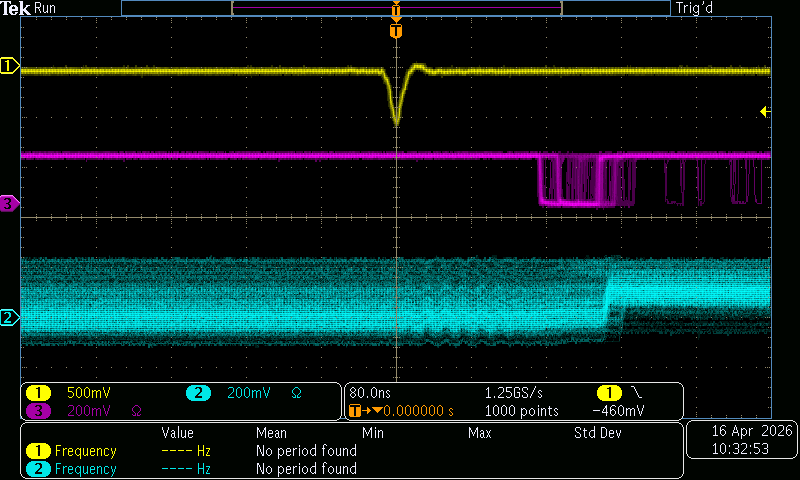 Tek Run Trig'd
T
T
1
3
2
1 500mV 2 200mV Ω
3 200mV Ω
80.0ns 1.25GS/s 1
T→▼0.000000 s 1000 points −460mV
Value Mean Min Max Std Dev
1 Frequency ---- Hz No period found
2 Frequency ---- Hz No period found
16 Apr 2026
10:32:53